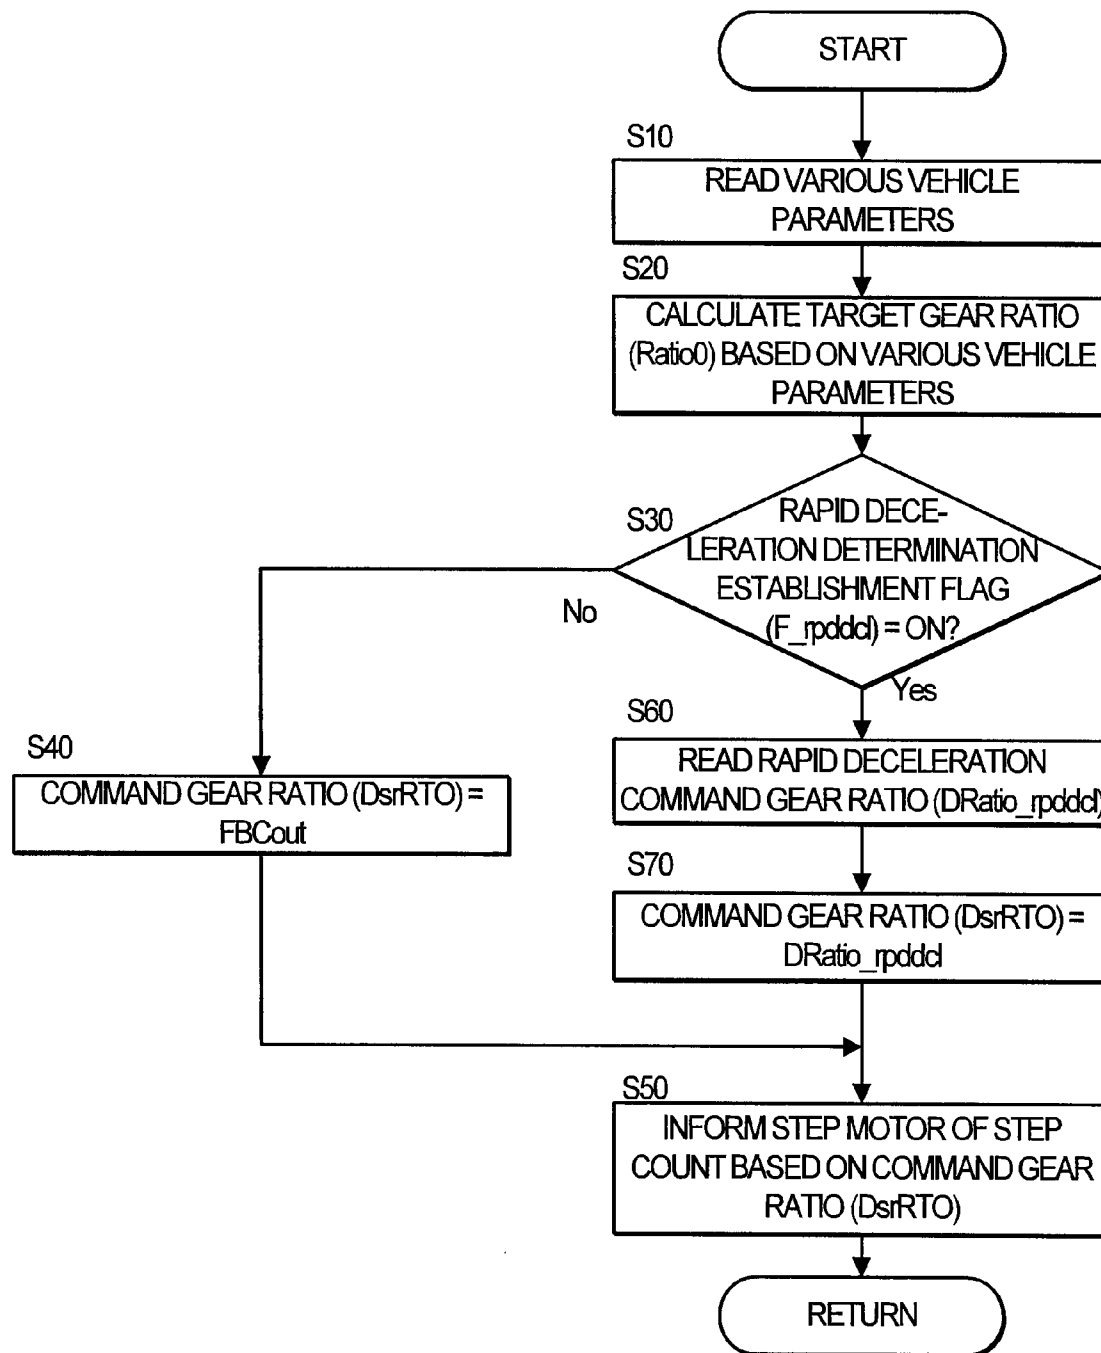 START
S10
READ VARIOUS VEHICLE
PARAMETERS
S20
CALCULATE TARGET GEAR RATIO
(Ratio0) BASED ON VARIOUS VEHICLE
PARAMETERS
S30
RAPID DECE-
LERATION DETERMINATION
ESTABLISHMENT FLAG
(F_rpddcl) = ON?
No
Yes
S40
COMMAND GEAR RATIO (DsrRTO) =
FBCout
S60
READ RAPID DECELERATION
COMMAND GEAR RATIO (DRatio_rpddcl)
S70
COMMAND GEAR RATIO (DsrRTO) =
DRatio_rpddcl
S50
INFORM STEP MOTOR OF STEP
COUNT BASED ON COMMAND GEAR
RATIO (DsrRTO)
RETURN